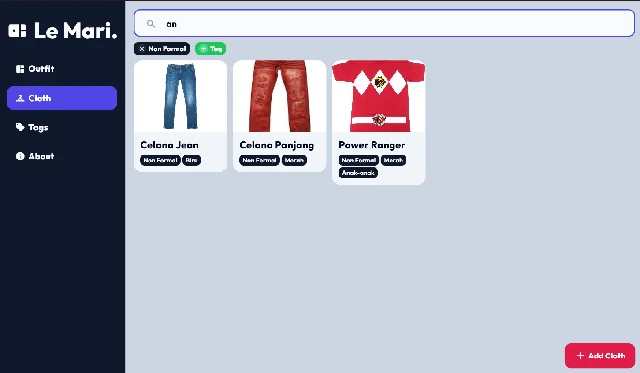 Le Mari.
Outfit
Cloth
Tags
About
an
Non Formal
Tag
Celana Jean
Non Formal Biru
Celana Panjang
Non Formal Merah
Power Ranger
Non Formal Merah
Anak-anak
Add Cloth